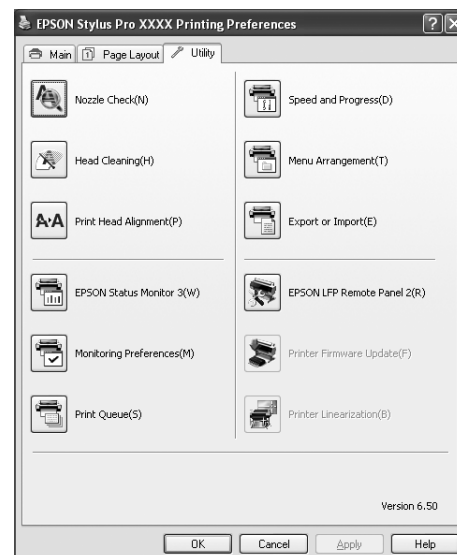 EPSON Stylus Pro XXXX Printing Preferences
Main
Page Layout
Utility
Nozzle Check(N)
Speed and Progress(D)
Head Cleaning(H)
Menu Arrangement(T)
A▸A
Print Head Alignment(P)
Export or Import(E)
EPSON Status Monitor 3(W)
EPSON LFP Remote Panel 2(R)
Monitoring Preferences(M)
Printer Firmware Update(F)
Print Queue(S)
Printer Linearization(B)
Version 6.50
OK
Cancel
Apply
Help